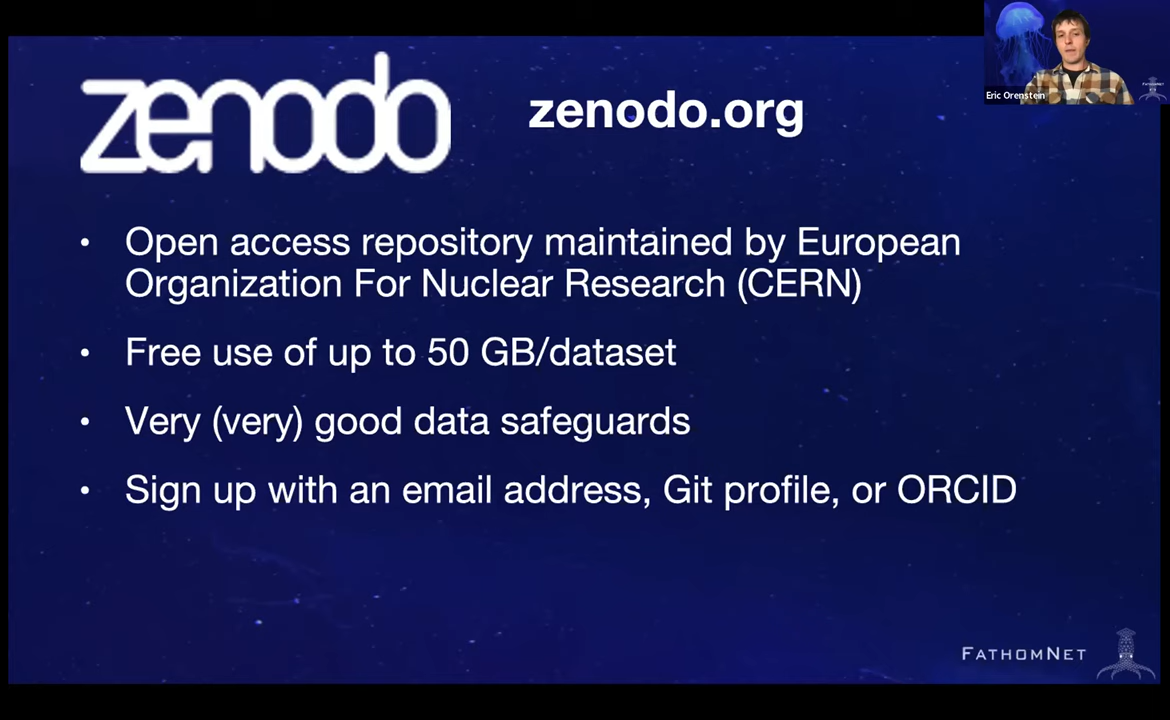 zenodo
zenodo.org
Eric Orenstein
• Open access repository maintained by European
Organization For Nuclear Research (CERN)
• Free use of up to 50 GB/dataset
• Very (very) good data safeguards
• Sign up with an email address, Git profile, or ORCID
FATHOMNET